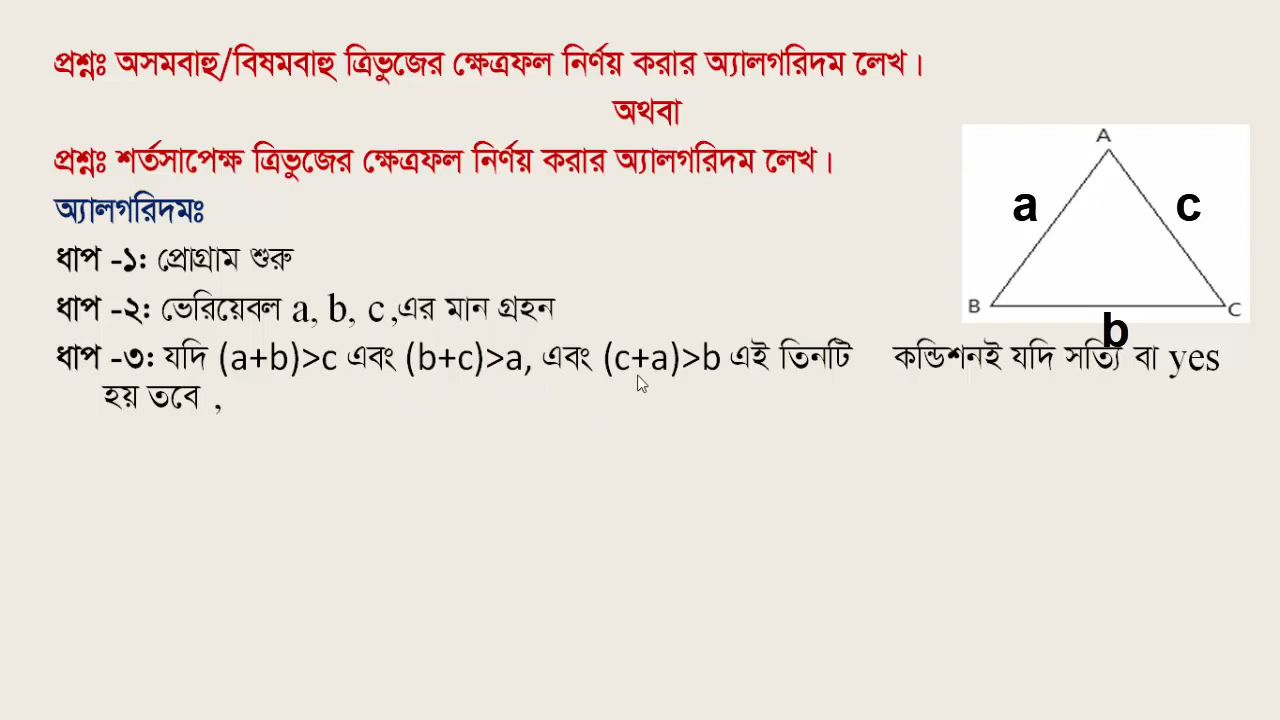 প্রশ্নঃ অসমবাহু/বিষমবাহু ত্রিভুজের ক্ষেত্রফল নির্ণয় করার অ্যালগরিদম লেখ।
অথবা
প্রশ্নঃ শর্তসাপেক্ষ ত্রিভুজের ক্ষেত্রফল নির্ণয় করার অ্যালগরিদম লেখ।
অ্যালগরিদমঃ
ধাপ -১ঃ প্রোগ্রাম শুরু
ধাপ -২ঃ ভেরিয়েবল a, b, c ,এর মান গ্রহন
ধাপ -৩ঃ যদি (a+b)>c এবং (b+c)>a, এবং (c+a)>b এই তিনটি কন্ডিশনই যদি সত্যি বা yes
হয় তবে ,
A
a c
B C
b